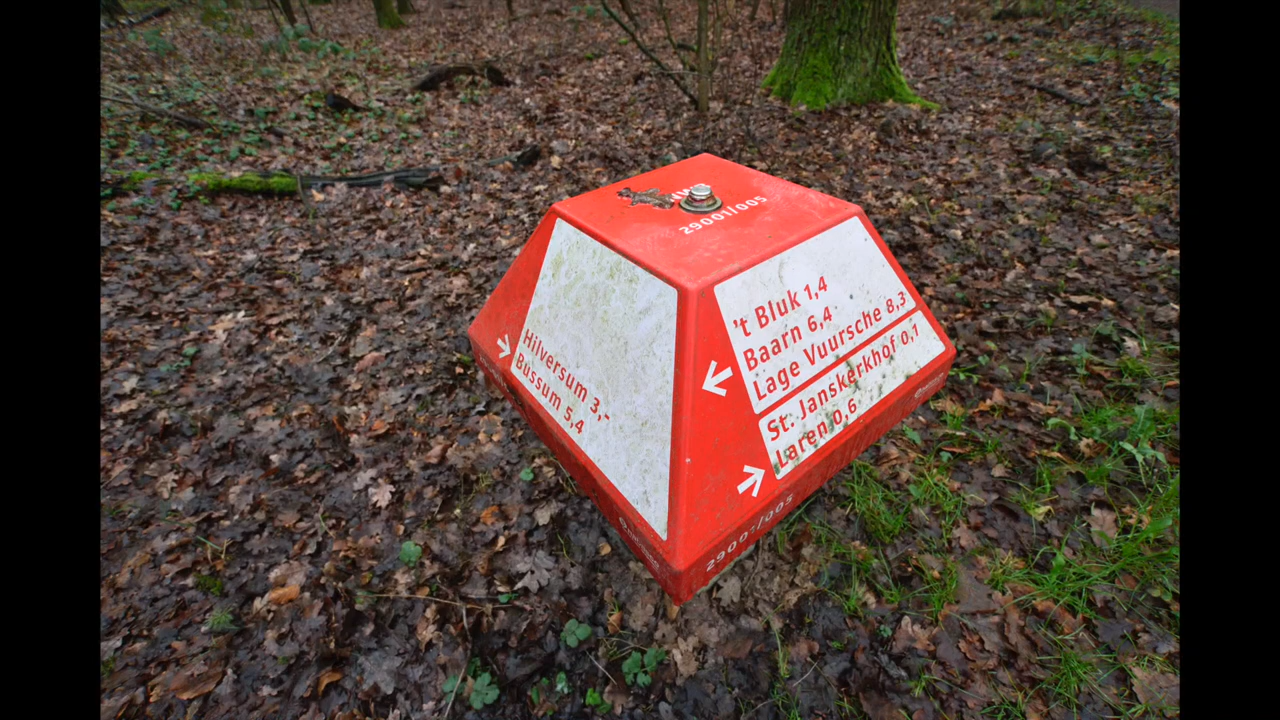 29001/005
Hilversum 3,-
Bussum 5,4
't Bluk 1,4
Baarn 6,4
Lage Vuursche 8,3
St. Janskerkhof 0,1
Laren 0,6
29001/005